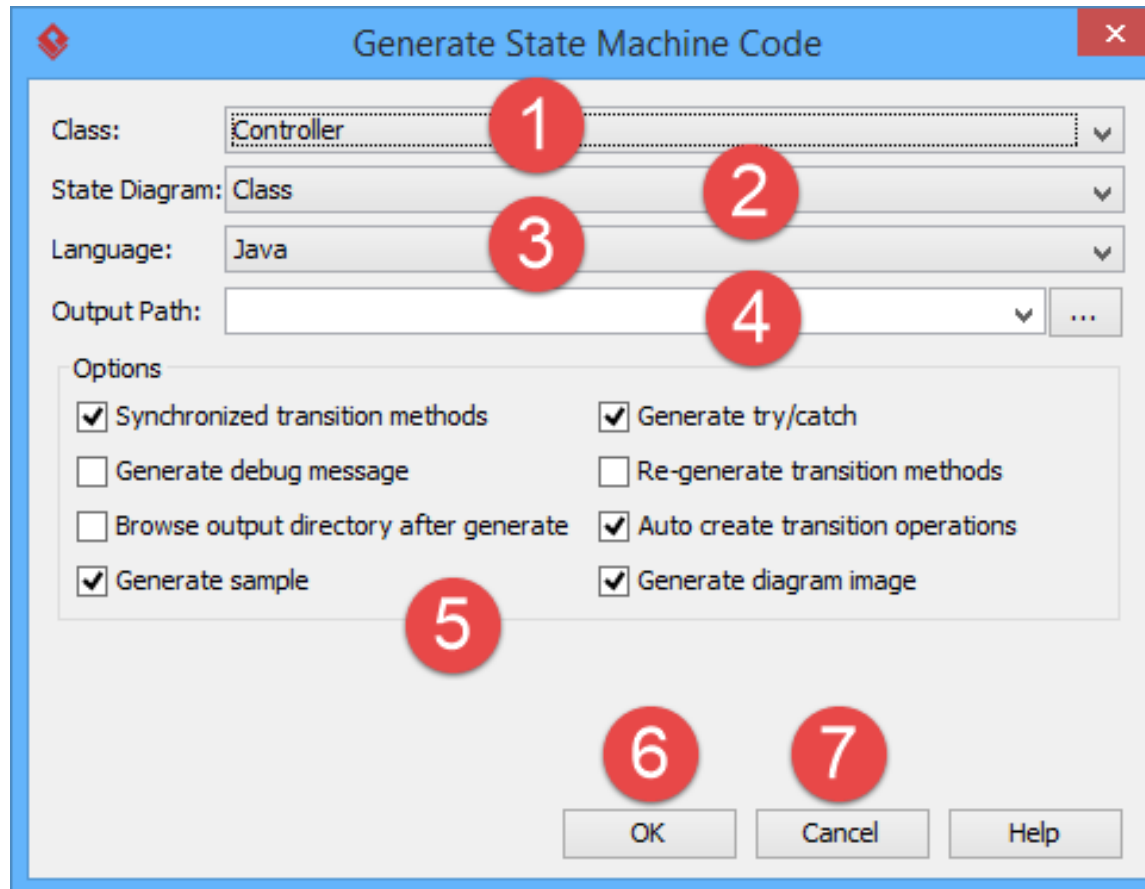 Generate State Machine Code
Class: Controller 1
State Diagram: Class 2
Language: Java 3
Output Path: 4 ...
Options
Synchronized transition methods Generate try/catch
Generate debug message Re-generate transition methods
Browse output directory after generate Auto create transition operations
Generate sample Generate diagram image
5
6 7
OK Cancel Help